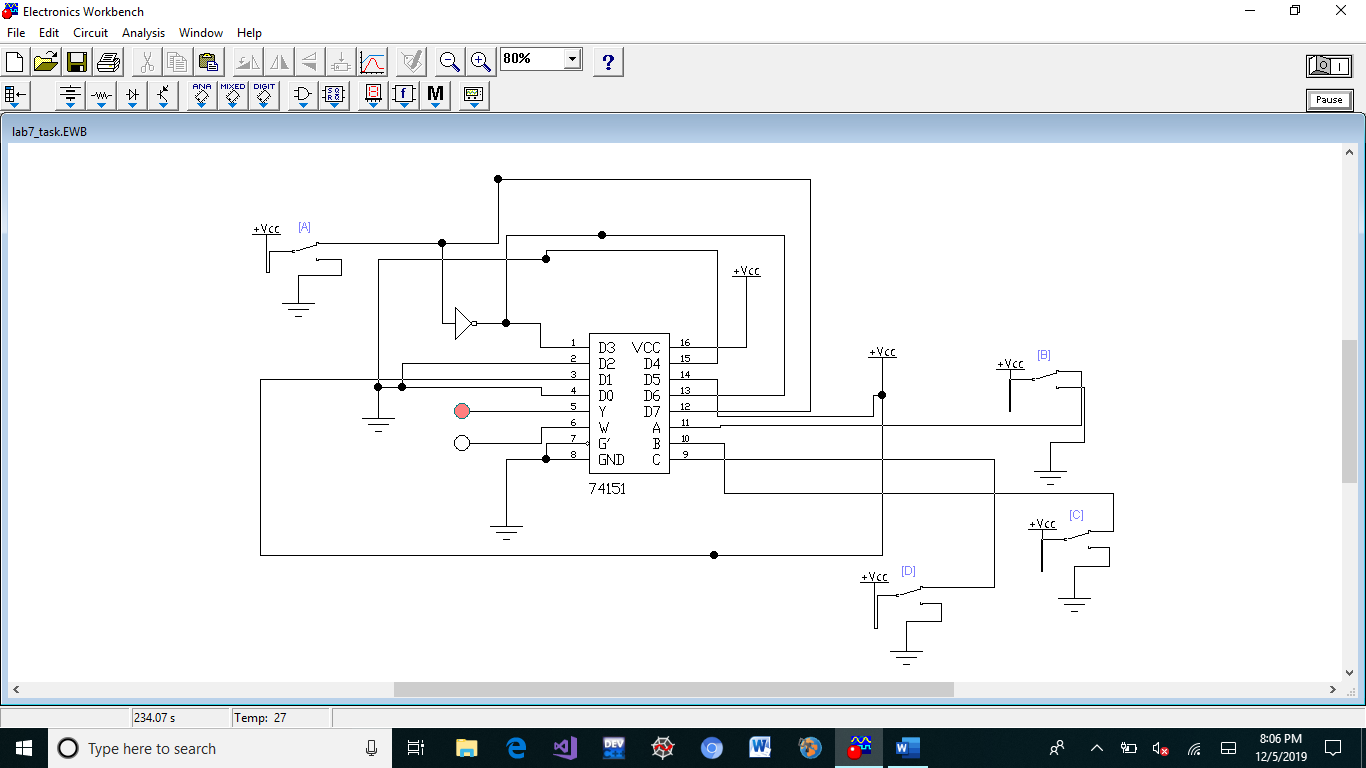 Electronics Workbench
File Edit Circuit Analysis Window Help
80%
?
ANA MIXED DIGIT
f M
Pause
lab7_task.EWB
+Vcc [A]
+Vcc
+Vcc
+Vcc [B]
1 D3 VCC 16
2 D2 D4 15
3 D1 D5 14
4 D0 D6 13
5 Y D7 12
6 W A 11
7 G' B 10
8 GND C 9
74151
+Vcc [C]
+Vcc [D]
234.07 s Temp: 27
Type here to search
DEV
8:06 PM
12/5/2019